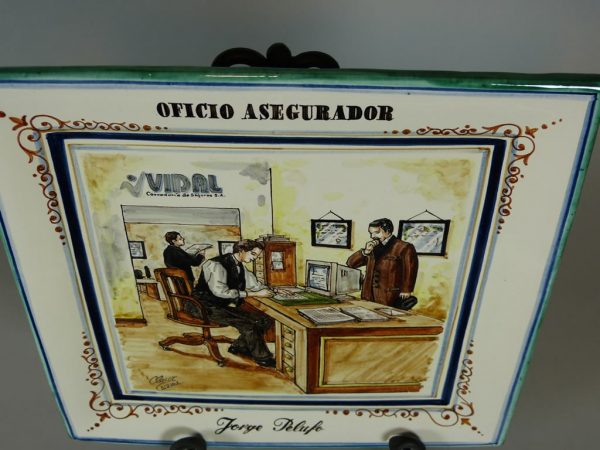 OFICIO ASEGURADOR
VIDAL
Correduría de Seguros S.A.
Jorge Pelufo